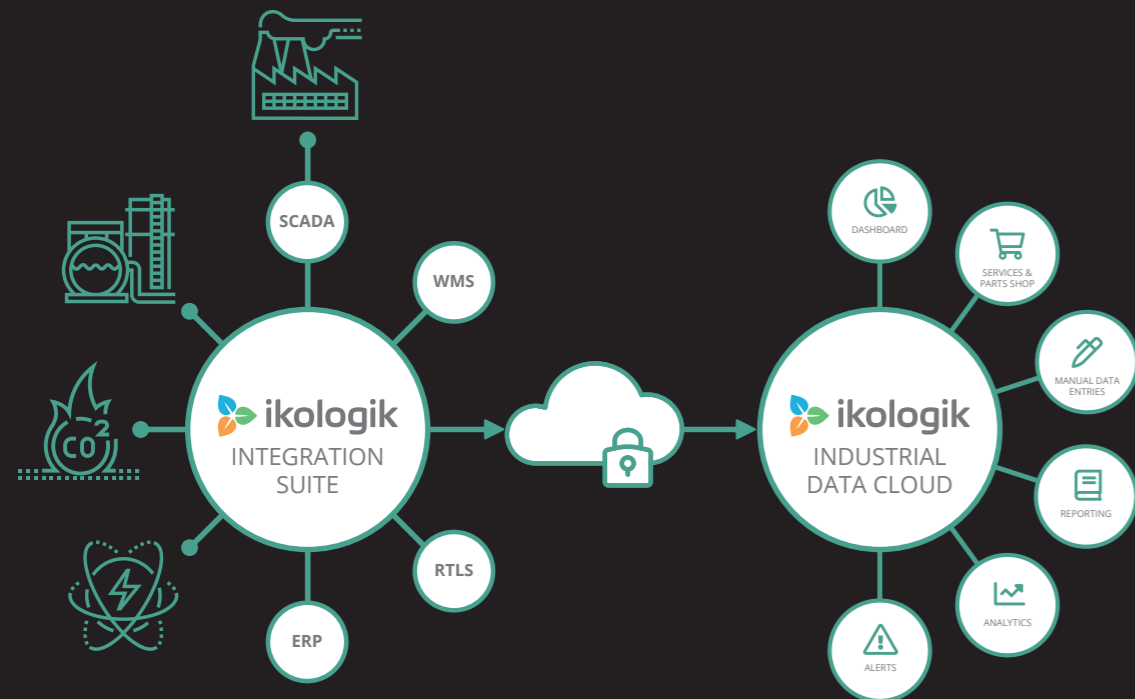 SCADA
WMS
CO2
ikologik
INTEGRATION
SUITE
RTLS
ERP
ikologik
INDUSTRIAL
DATA CLOUD
DASHBOARD
SERVICES &
PARTS SHOP
MANUAL DATA
ENTRIES
REPORTING
ANALYTICS
ALERTS